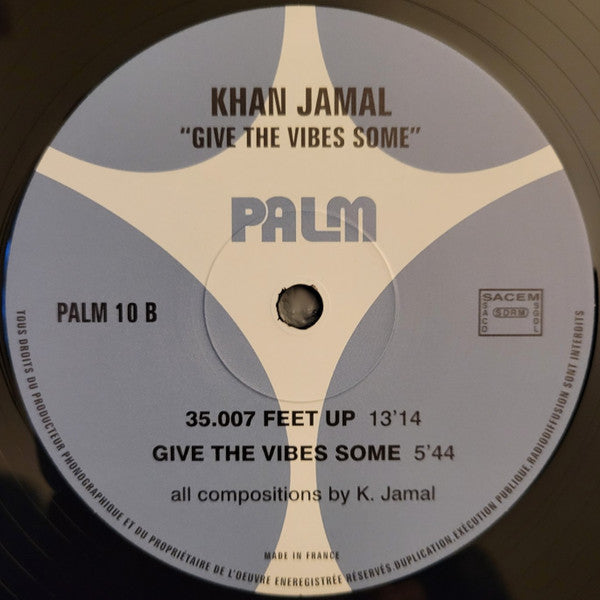 KHAN JAMAL
"GIVE THE VIBES SOME"
PALM
PALM 10 B
SACEM
SACD
SDRM
SGDL
35.007 FEET UP 13'14
GIVE THE VIBES SOME 5'44
all compositions by K. Jamal
MADE IN FRANCE
TOUS DROITS DU PRODUCTEUR PHONOGRAPHIQUE ET DU PROPRIÉTAIRE DE L'OEUVRE ENEREGISTRÉE RÉSERVÉS.DUPLICATION.EXÉCUTION PUBLIQUE.RADIODIFFUSION SONT INTERDITS